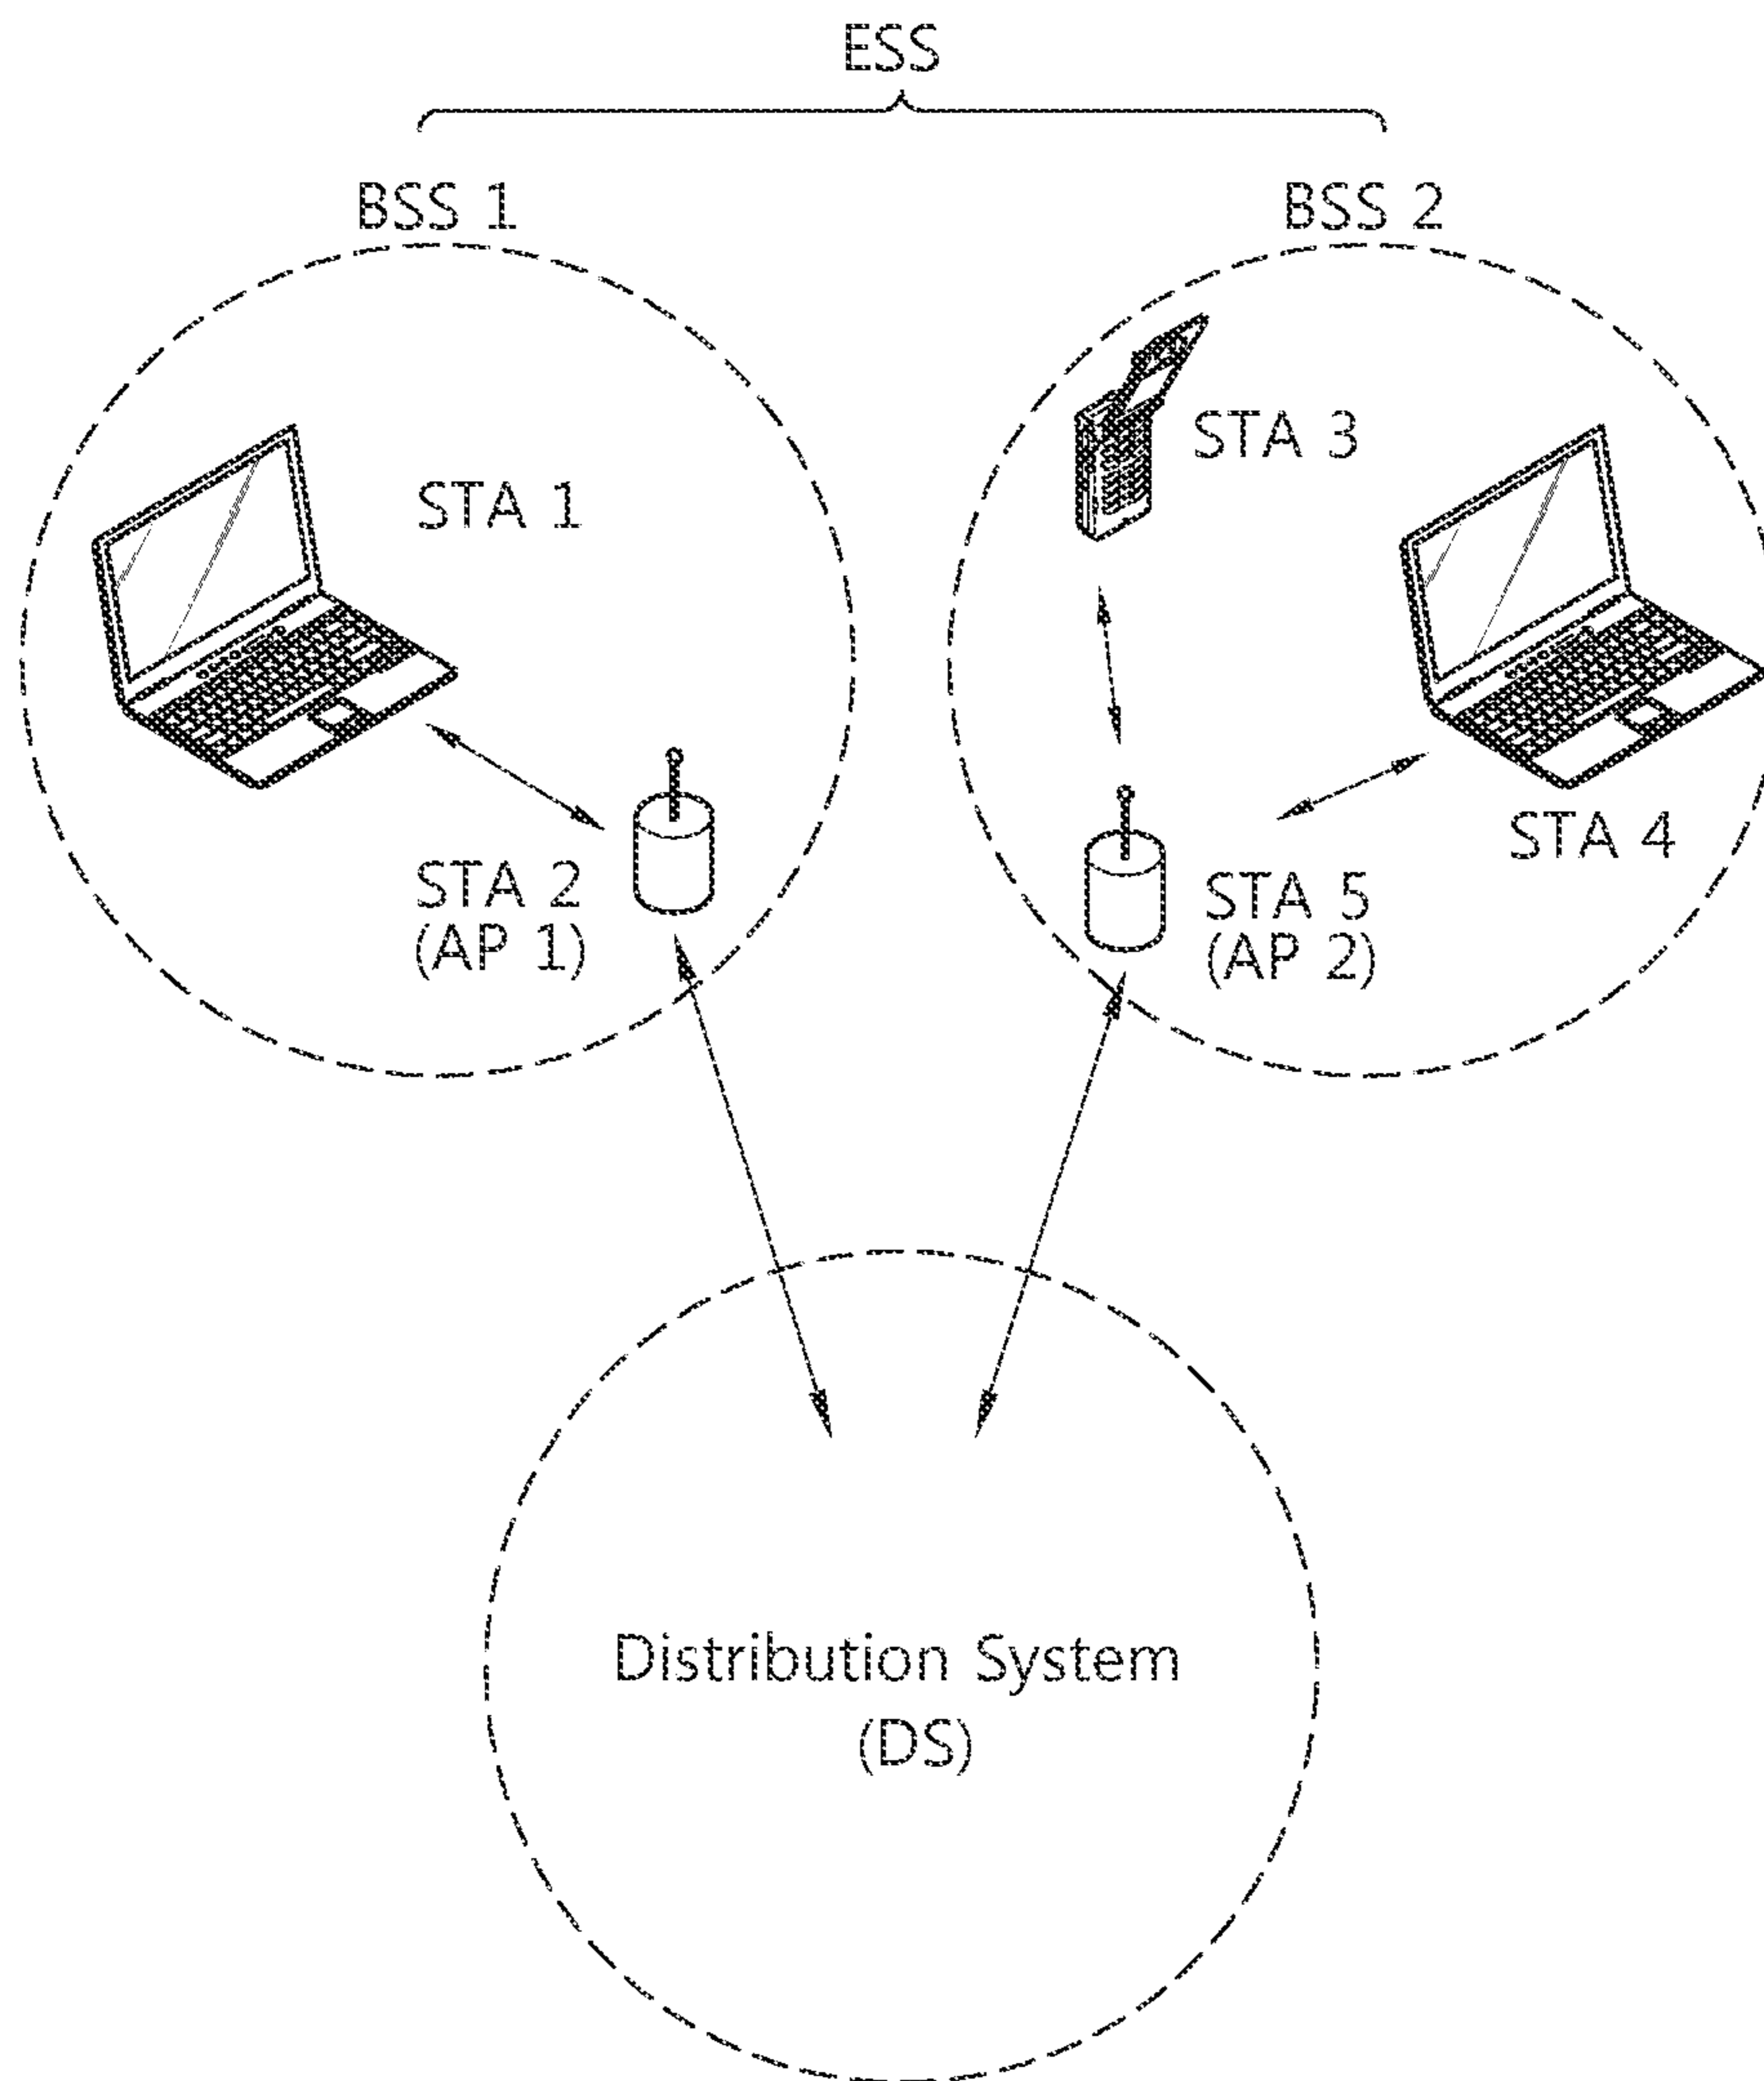 ESS
BSS 1
BSS 2
STA 1
STA 3
STA 4
STA 2
(AP 1)
STA 5
(AP 2)
Distribution System
(DS)